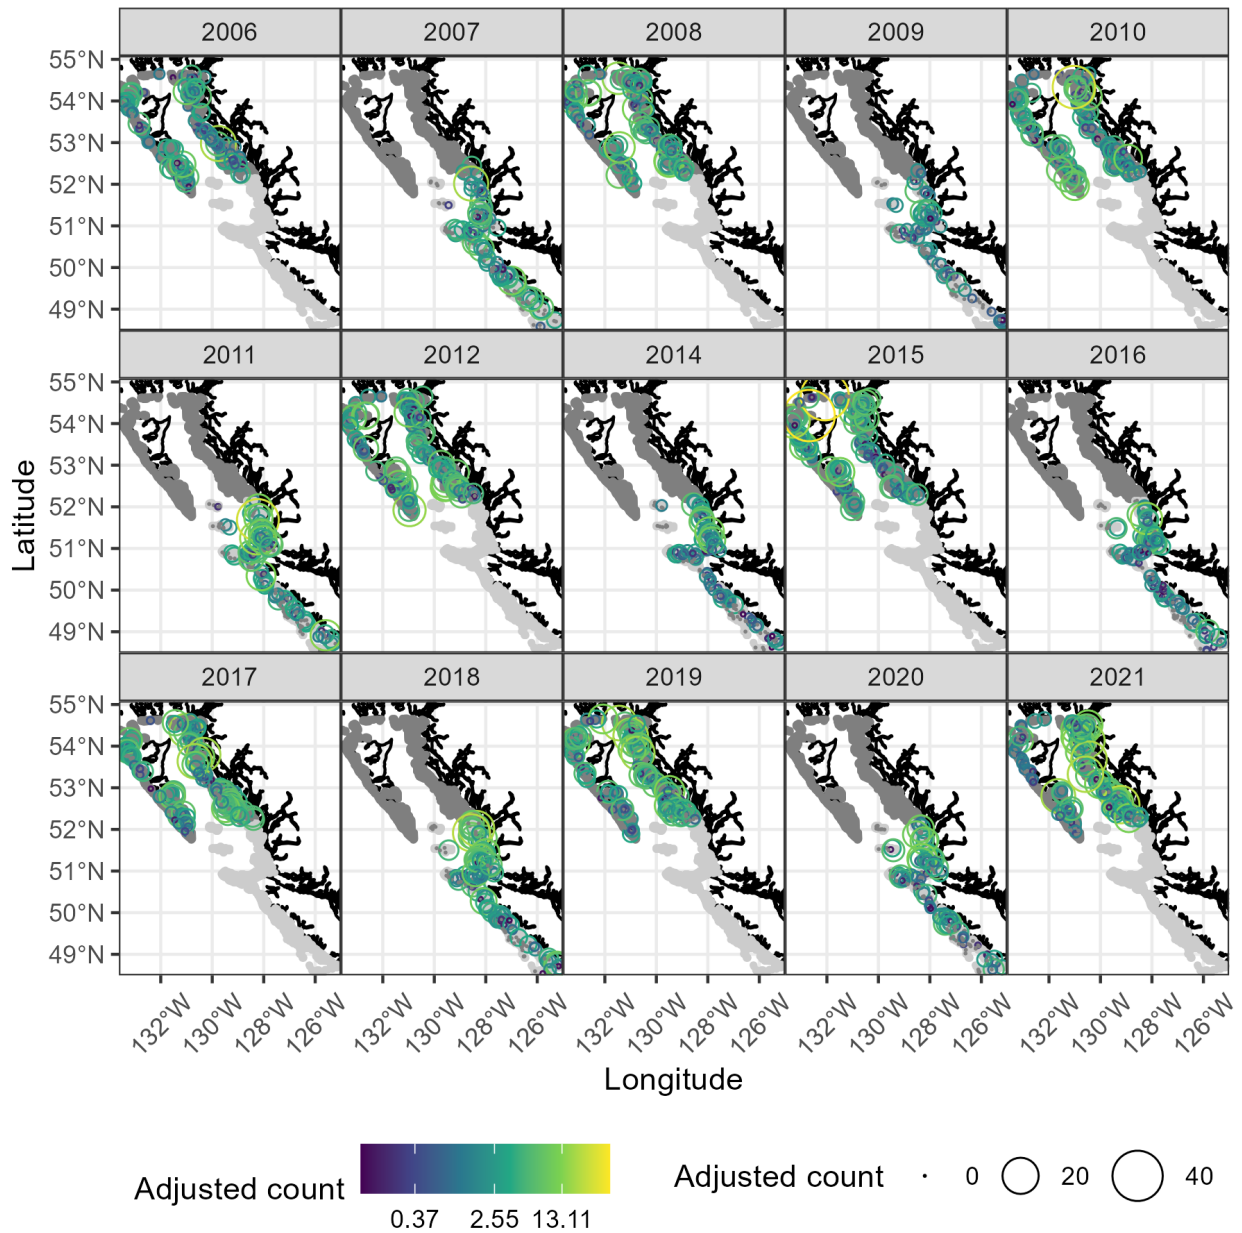 2006 2007 2008 2009 2010
55°N
54°N
53°N
52°N
51°N
50°N
49°N
2011 2012 2014 2015 2016
55°N
54°N
53°N
52°N
51°N
50°N
49°N
2017 2018 2019 2020 2021
55°N
54°N
53°N
52°N
51°N
50°N
49°N
Latitude
132°W 130°W 128°W 126°W 132°W 130°W 128°W 126°W 132°W 130°W 128°W 126°W 132°W 130°W 128°W 126°W 132°W 130°W 128°W 126°W
Longitude
Adjusted count
0.37 2.55 13.11
Adjusted count 0 20 40